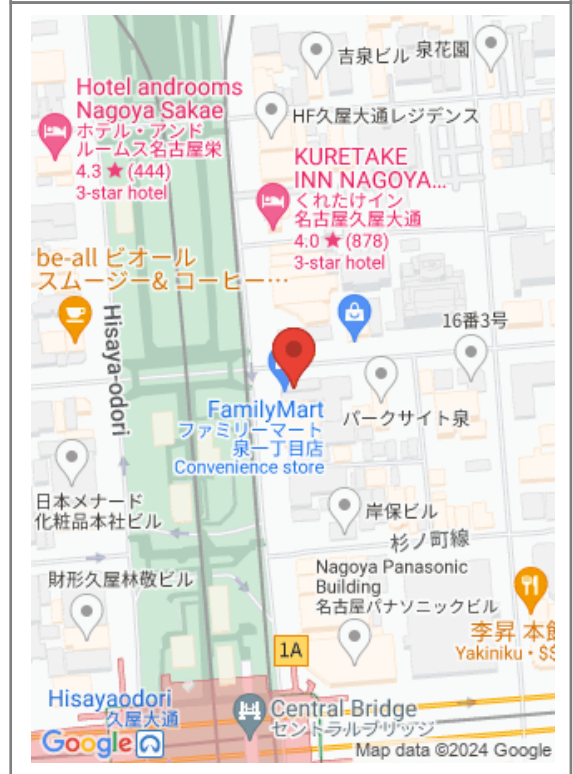 吉泉ビル
泉花園
Hotel androoms
Nagoya Sakae
ホテル・アンド
ルームス名古屋栄
4.3 ★ (444)
3-star hotel
HF久屋大通レジデンス
KURETAKE
INN NAGOYA...
くれたけイン
名古屋久屋大通
4.0 ★ (878)
3-star hotel
be-all ビオール
スムージー& コーヒー…
Hisaya-odori
16番3号
FamilyMart
ファミリーマート
泉一丁目店
Convenience store
パークサイト泉
日本メナード
化粧品本社ビル
岸保ビル
杉ノ町線
財形久屋林敬ビル
Nagoya Panasonic
Building
名古屋パナソニックビル
李昇 本館
Yakiniku • $$
1A
Hisayaodori
久屋大通
Central Bridge
セントラルブリッジ
Google
Map data ©2024 Google